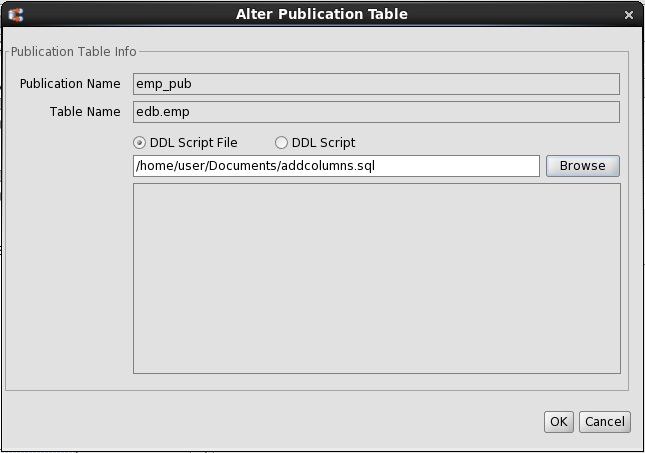 Alter Publication Table
Publication Table Info
Publication Name emp_pub
Table Name edb.emp
DDL Script File DDL Script
/home/user/Documents/addcolumns.sql Browse
OK Cancel